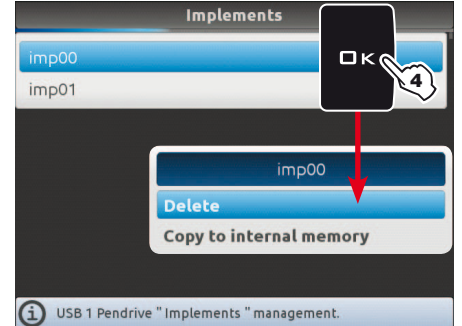 Implements
imp00
OK
imp01
4
imp00
Delete
Copy to internal memory
USB 1 Pendrive " Implements " management.